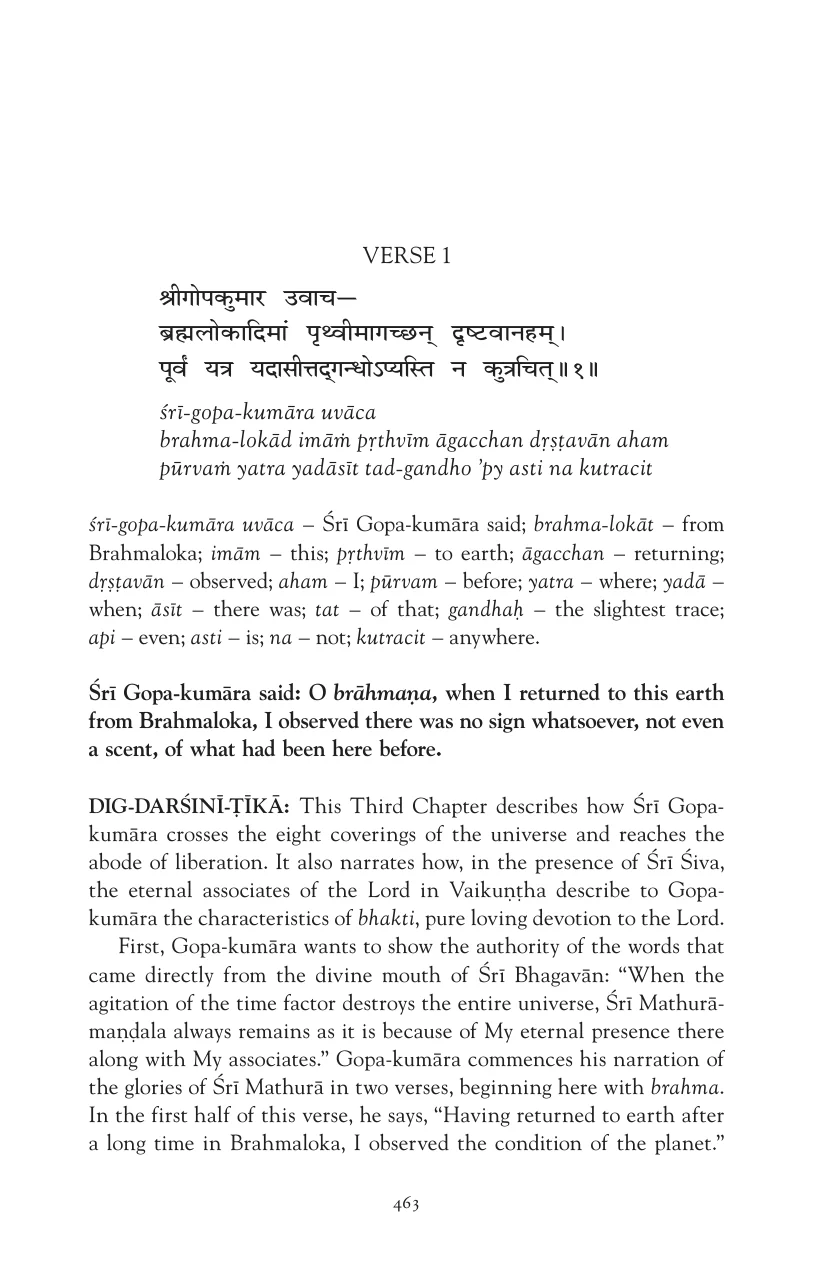 VERSE 1
श्रीगोपकुमार उवाच—
ब्रह्मलोकादिमां पृथ्वीमागच्छन् दृष्टवानहम्।
पूर्वं यत्र यदासीत्तद्गन्धोऽप्यस्ति न कुत्रचित्॥१॥
śrī-gopa-kumāra uvāca
brahma-lokād imāṁ pṛthvīm āgacchan dṛṣṭavān aham
pūrvaṁ yatra yadāsīt tad-gandho ’py asti na kutracit
śrī-gopa-kumāra uvāca – Śrī Gopa-kumāra said; brahma-lokāt – from
Brahmaloka; imām – this; pṛthvīm – to earth; āgacchan – returning;
dṛṣṭavān – observed; aham – I; pūrvam – before; yatra – where; yadā –
when; āsīt – there was; tat – of that; gandhaḥ – the slightest trace;
api – even; asti – is; na – not; kutracit – anywhere.
Śrī Gopa-kumāra said: O brāhmaṇa, when I returned to this earth
from Brahmaloka, I observed there was no sign whatsoever, not even
a scent, of what had been here before.
DIG-DARŚINĪ-ṬĪKĀ: This Third Chapter describes how Śrī Gopa-
kumāra crosses the eight coverings of the universe and reaches the
abode of liberation. It also narrates how, in the presence of Śrī Śiva,
the eternal associates of the Lord in Vaikuṇṭha describe to Gopa-
kumāra the characteristics of bhakti, pure loving devotion to the Lord.
First, Gopa-kumāra wants to show the authority of the words that
came directly from the divine mouth of Śrī Bhagavān: “When the
agitation of the time factor destroys the entire universe, Śrī Mathurā-
maṇḍala always remains as it is because of My eternal presence there
along with My associates.” Gopa-kumāra commences his narration of
the glories of Śrī Mathurā in two verses, beginning here with brahma.
In the first half of this verse, he says, “Having returned to earth after
a long time in Brahmaloka, I observed the condition of the planet.”
463